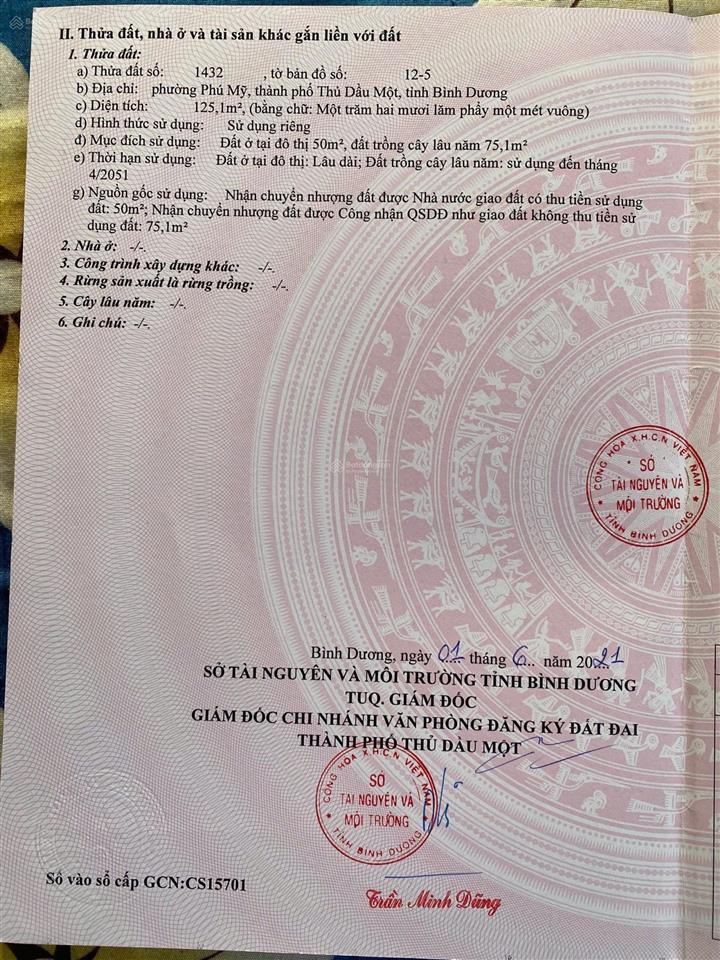 II. Thửa đất, nhà ở và tài sản khác gắn liền với đất
1. Thửa đất:
a) Thửa đất số: 1432 , tờ bản đồ số: 12-5
b) Địa chỉ: phường Phú Mỹ, thành phố Thủ Dầu Một, tỉnh Bình Dương
c) Diện tích: 125,1m², (bằng chữ: Một trăm hai mươi lăm phẩy một mét vuông)
d) Hình thức sử dụng: Sử dụng riêng
đ) Mục đích sử dụng: Đất ở tại đô thị 50m², đất trồng cây lâu năm 75,1m²
e) Thời hạn sử dụng: Đất ở tại đô thị: Lâu dài; Đất trồng cây lâu năm: sử dụng đến tháng
4/2051
g) Nguồn gốc sử dụng: Nhận chuyển nhượng đất được Nhà nước giao đất có thu tiền sử dụng
đất: 50m²; Nhận chuyển nhượng đất được Công nhận QSDĐ như giao đất không thu tiền sử
dụng đất: 75,1m²
2. Nhà ở: -/-.
3. Công trình xây dựng khác: -/-.
4. Rừng sản xuất là rừng trồng: -/-.
5. Cây lâu năm: -/-.
6. Ghi chú: -/-.
CỘNG HÒA X.H.C.N VIỆT NAM
SỞ
TÀI NGUYÊN VÀ
MÔI TRƯỜNG
TỈNH BÌNH DƯƠNG
Bình Dương, ngày 01 tháng 6 năm 2021
SỞ TÀI NGUYÊN VÀ MÔI TRƯỜNG TỈNH BÌNH DƯƠNG
TUQ. GIÁM ĐỐC
GIÁM ĐỐC CHI NHÁNH VĂN PHÒNG ĐĂNG KÝ ĐẤT ĐAI
THÀNH PHỐ THỦ DẦU MỘT
CỘNG HÒA X.H.C.N VIỆT NAM
SỞ
TÀI NGUYÊN VÀ
MÔI TRƯỜNG
TỈNH BÌNH DƯƠNG
Số vào sổ cấp GCN:CS15701
Trần Minh Dũng